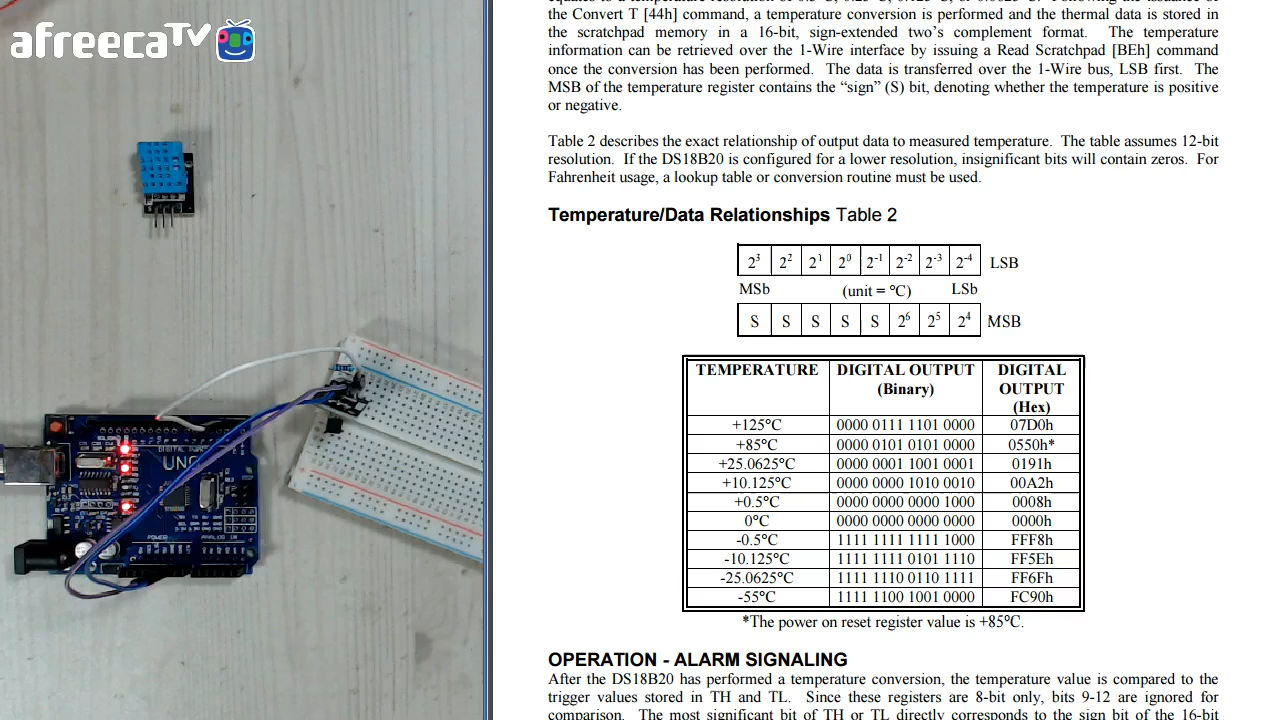 afreecaTV
the Convert T [44h] command, a temperature conversion is performed and the thermal data is stored in
the scratchpad memory in a 16-bit, sign-extended two's complement format. The temperature
information can be retrieved over the 1-Wire interface by issuing a Read Scratchpad [BEh] command
once the conversion has been performed. The data is transferred over the 1-Wire bus, LSB first. The
MSB of the temperature register contains the “sign” (S) bit, denoting whether the temperature is positive
or negative.
Table 2 describes the exact relationship of output data to measured temperature. The table assumes 12-bit
resolution. If the DS18B20 is configured for a lower resolution, insignificant bits will contain zeros. For
Fahrenheit usage, a lookup table or conversion routine must be used.
Temperature/Data Relationships Table 2
2³ 2² 2¹ 2⁰ 2⁻¹ 2⁻² 2⁻³ 2⁻⁴ LSB
MSb (unit = °C) LSb
S S S S S 2⁶ 2⁵ 2⁴ MSB
TEMPERATURE DIGITAL OUTPUT (Binary) DIGITAL OUTPUT (Hex)
+125°C 0000 0111 1101 0000 07D0h
+85°C 0000 0101 0101 0000 0550h*
+25.0625°C 0000 0001 1001 0001 0191h
+10.125°C 0000 0000 1010 0010 00A2h
+0.5°C 0000 0000 0000 1000 0008h
0°C 0000 0000 0000 0000 0000h
-0.5°C 1111 1111 1111 1000 FFF8h
-10.125°C 1111 1111 0101 1110 FF5Eh
-25.0625°C 1111 1110 0110 1111 FF6Fh
-55°C 1111 1100 1001 0000 FC90h
*The power on reset register value is +85°C.
OPERATION - ALARM SIGNALING
After the DS18B20 has performed a temperature conversion, the temperature value is compared to the
trigger values stored in TH and TL. Since these registers are 8-bit only, bits 9-12 are ignored for
comparison. The most significant bit of TH or TL directly corresponds to the sign bit of the 16-bit
UNO
POWER
ANALOG IN